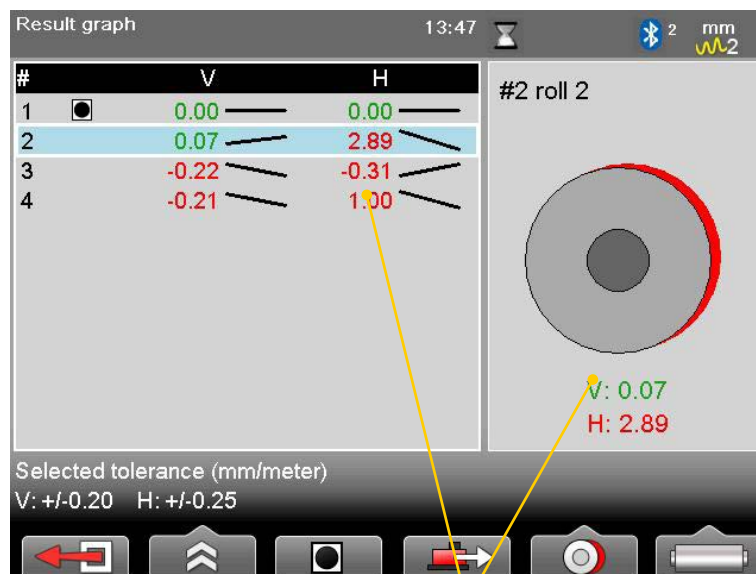 Result graph 13:47 2 mm
2
# V H
1 0.00 0.00
2 0.07 2.89
3 -0.22 -0.31
4 -0.21 1.00
#2 roll 2
V: 0.07
H: 2.89
Selected tolerance (mm/meter)
V: +/-0.20 H: +/-0.25